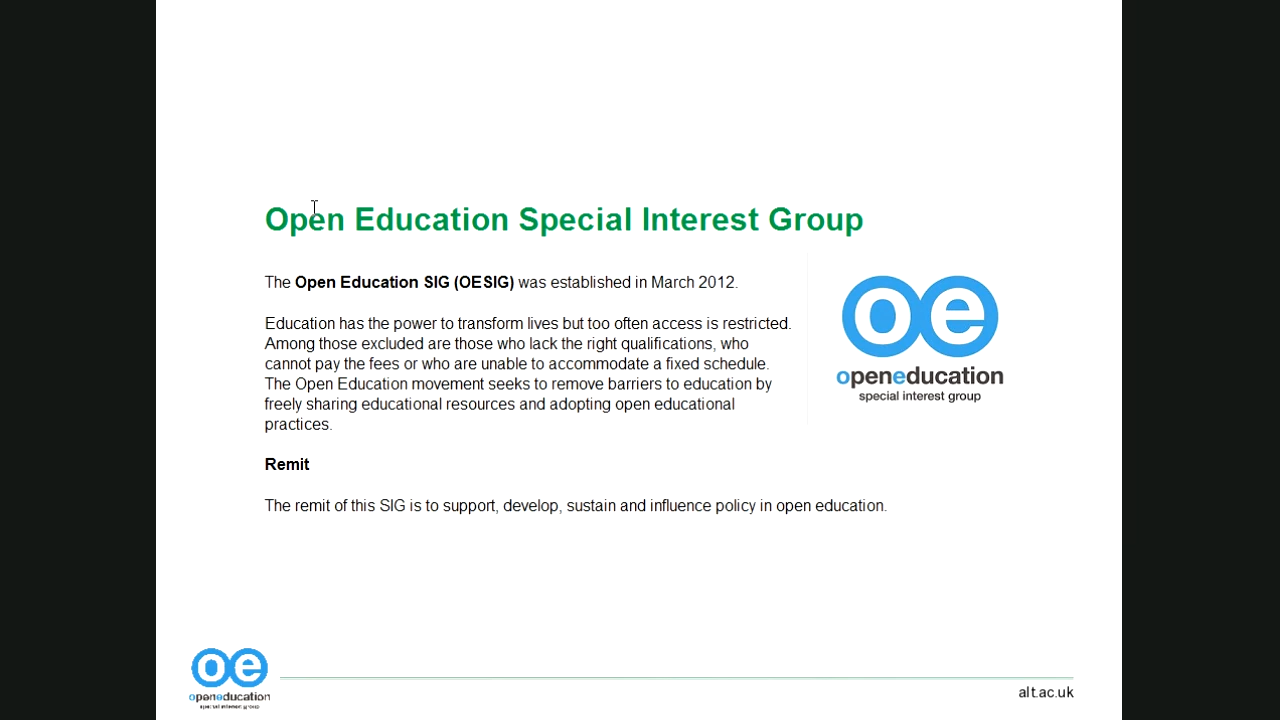 Open Education Special Interest Group
The Open Education SIG (OESIG) was established in March 2012.
Education has the power to transform lives but too often access is restricted.
Among those excluded are those who lack the right qualifications, who
cannot pay the fees or who are unable to accommodate a fixed schedule.
The Open Education movement seeks to remove barriers to education by
freely sharing educational resources and adopting open educational
practices.
oe
openeducation
special interest group
Remit
The remit of this SIG is to support, develop, sustain and influence policy in open education.
oe
openeducation
special interest group
alt.ac.uk